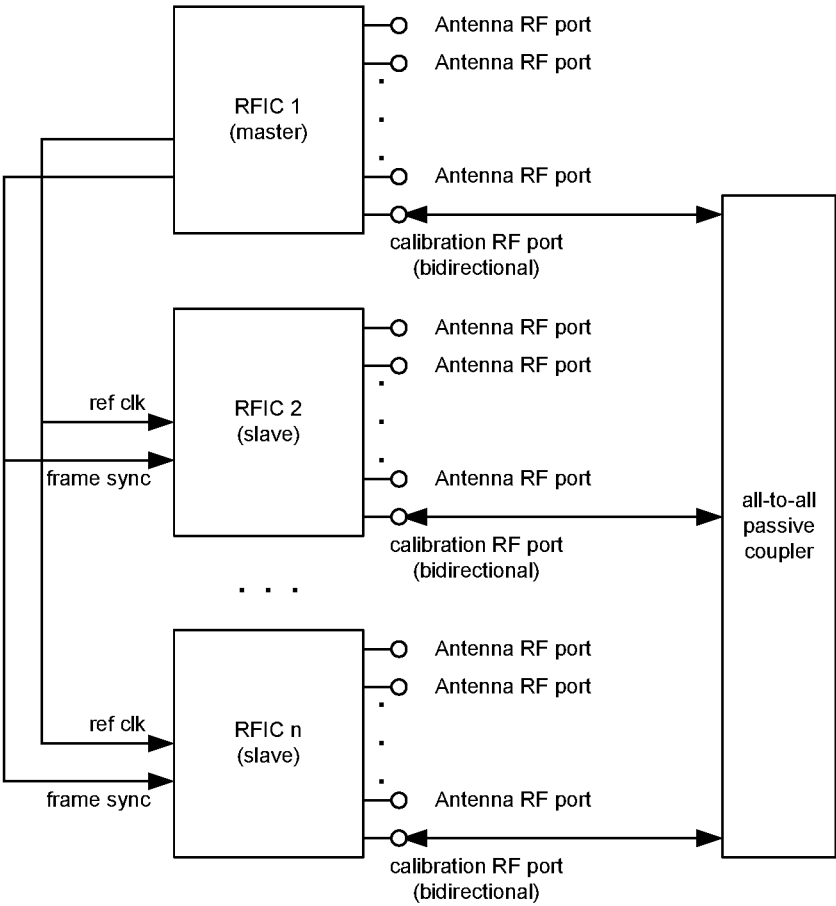 Antenna RF port
Antenna RF port
RFIC 1
(master)
Antenna RF port
calibration RF port
(bidirectional)
Antenna RF port
Antenna RF port
ref clk
RFIC 2
(slave)
frame sync
Antenna RF port
calibration RF port
(bidirectional)
all-to-all
passive
coupler
. . .
Antenna RF port
Antenna RF port
ref clk
RFIC n
(slave)
frame sync
Antenna RF port
calibration RF port
(bidirectional)